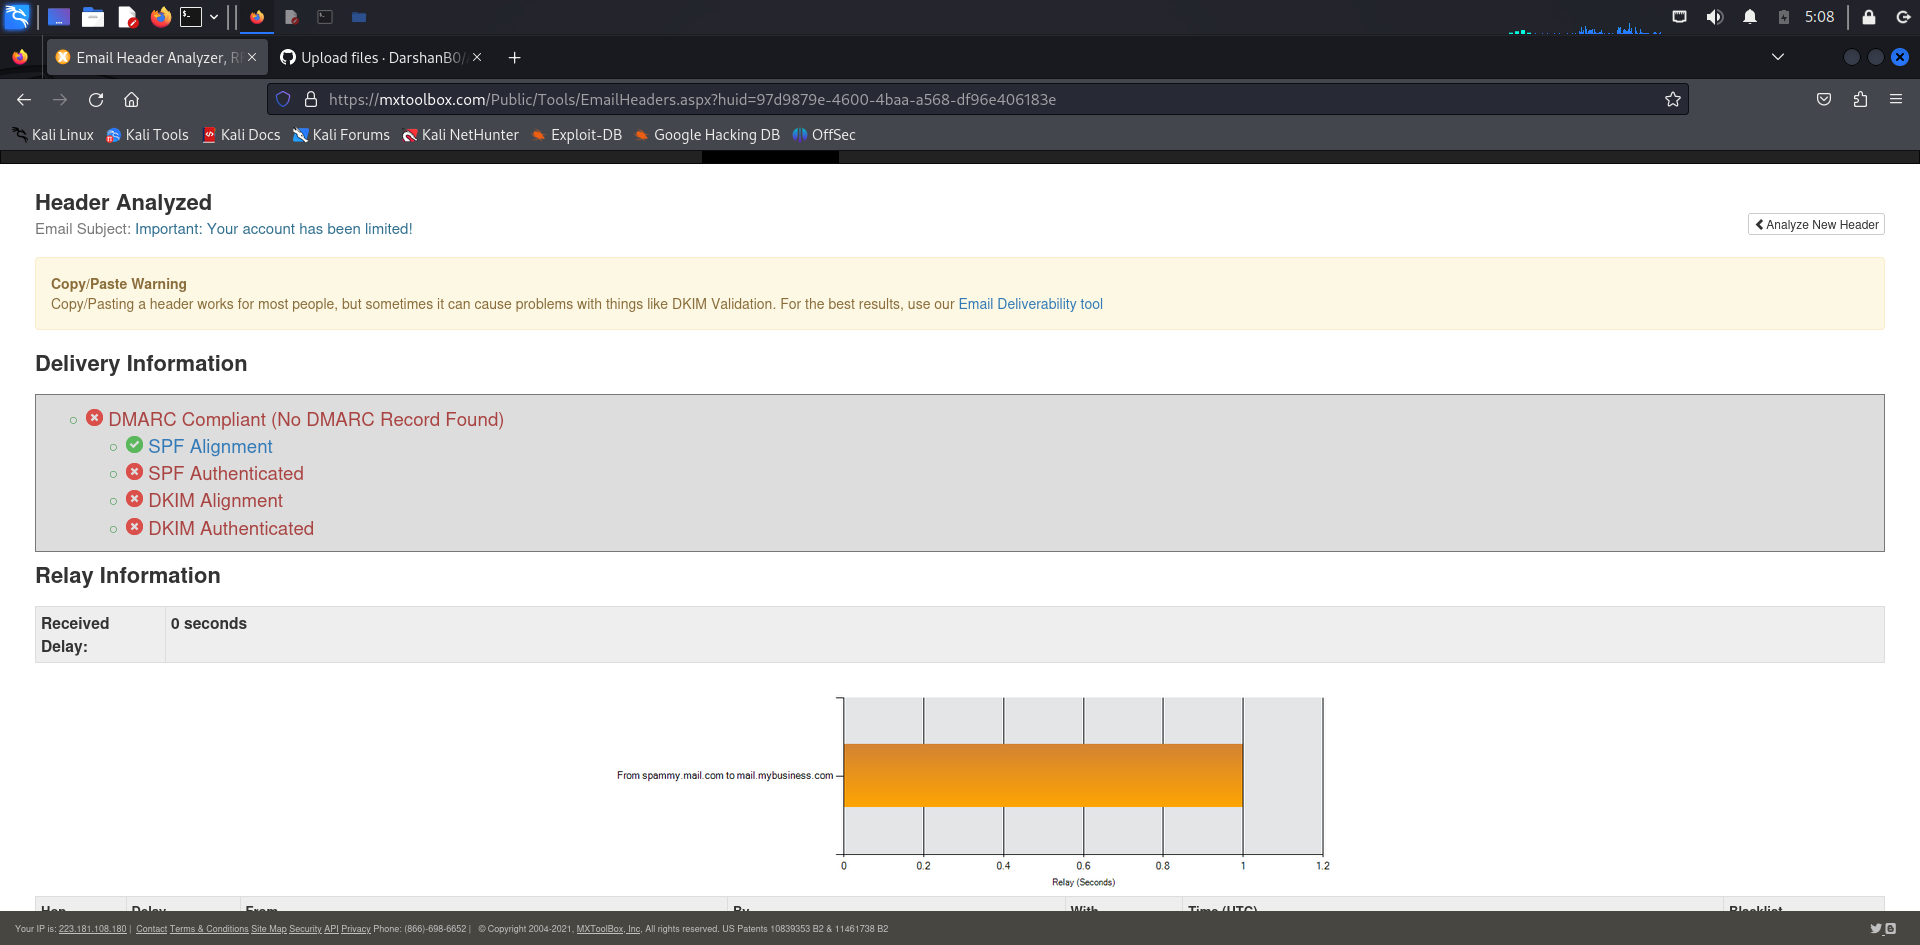 5:08
Email Header Analyzer, R
Upload files · DarshanB0/
https://mxtoolbox.com/Public/Tools/EmailHeaders.aspx?huid=97d9879e-4600-4baa-a568-df96e406183e
Kali Linux Kali Tools Kali Docs Kali Forums Kali NetHunter Exploit-DB Google Hacking DB OffSec
Header Analyzed
Email Subject: Important: Your account has been limited!
Analyze New Header
Copy/Paste Warning
Copy/Pasting a header works for most people, but sometimes it can cause problems with things like DKIM Validation. For the best results, use our Email Deliverability tool
Delivery Information
DMARC Compliant (No DMARC Record Found)
SPF Alignment
SPF Authenticated
DKIM Alignment
DKIM Authenticated
Relay Information
Received Delay: 0 seconds
From spammy.mail.com to mail.mybusiness.com
0 0.2 0.4 0.6 0.8 1 1.2
Relay (Seconds)
Hop Delay From By With Time (UTC) Blacklist
Your IP is: 223.181.108.180 | Contact Terms & Conditions Site Map Security API Privacy Phone: (866)-698-6652 | © Copyright 2004-2021, MXToolBox, Inc, All rights reserved. US Patents 10839353 B2 & 11461738 B2